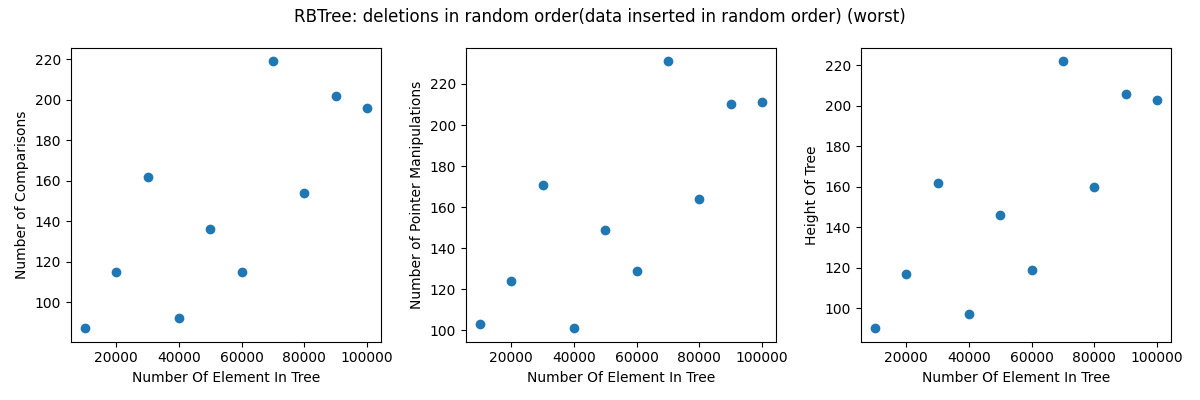 RBTree: deletions in random order(data inserted in random order) (worst)
Number of Comparisons
220
200
180
160
140
120
100
20000 40000 60000 80000 100000
Number Of Element In Tree
Number of Pointer Manipulations
220
200
180
160
140
120
100
20000 40000 60000 80000 100000
Number Of Element In Tree
Height Of Tree
220
200
180
160
140
120
100
20000 40000 60000 80000 100000
Number Of Element In Tree